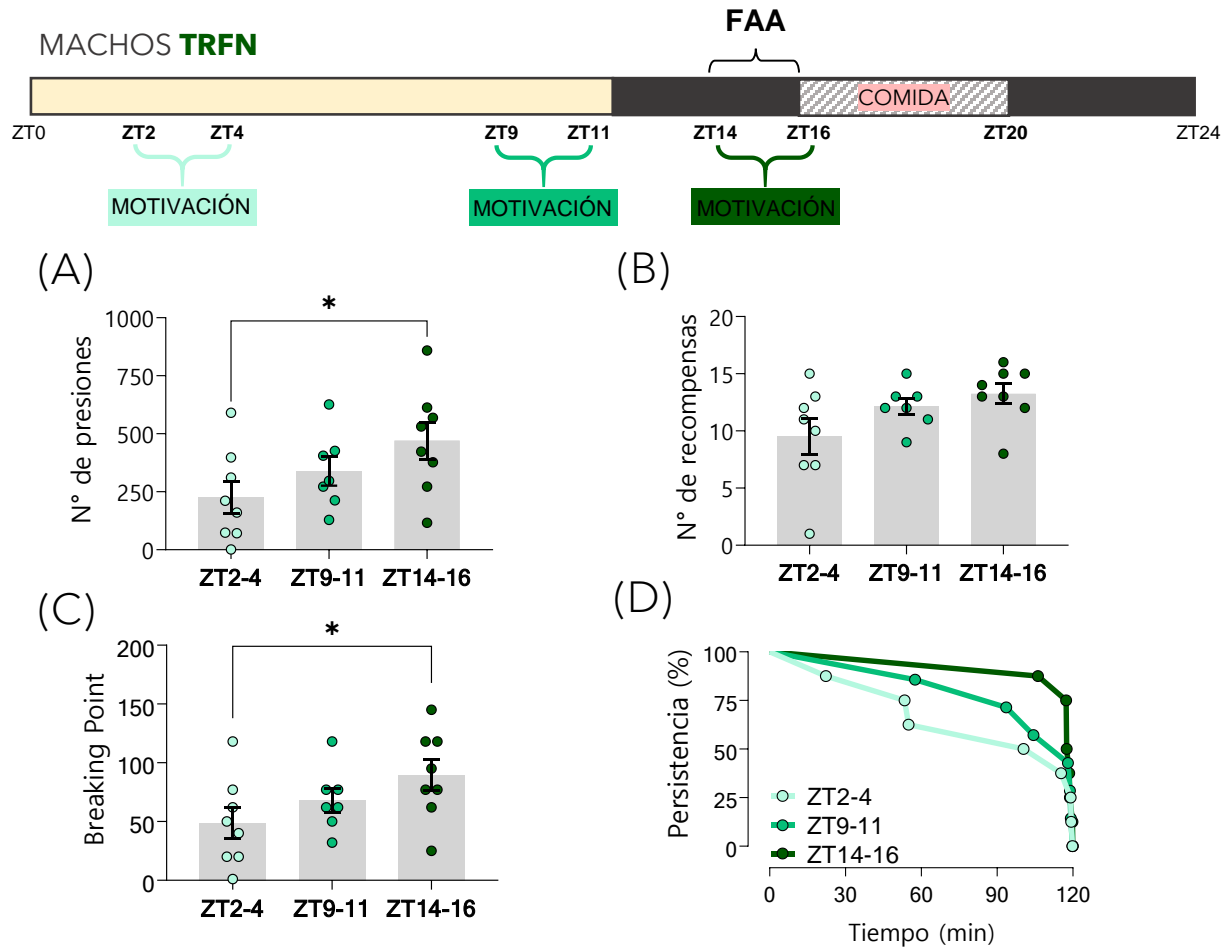 FAA
MACHOS TRFN
COMIDA
ZT0 ZT2 ZT4 ZT9 ZT11 ZT14 ZT16 ZT20 ZT24
MOTIVACIÓN MOTIVACIÓN MOTIVACIÓN
(A)
N° de presiones
1000
750
500
250
0
*
ZT2-4 ZT9-11 ZT14-16
(B)
N° de recompensas
20
15
10
5
0
ZT2-4 ZT9-11 ZT14-16
(C)
Breaking Point
200
150
100
50
0
*
ZT2-4 ZT9-11 ZT14-16
(D)
Persistencia (%)
100
75
50
25
0
ZT2-4
ZT9-11
ZT14-16
0 30 60 90 120
Tiempo (min)